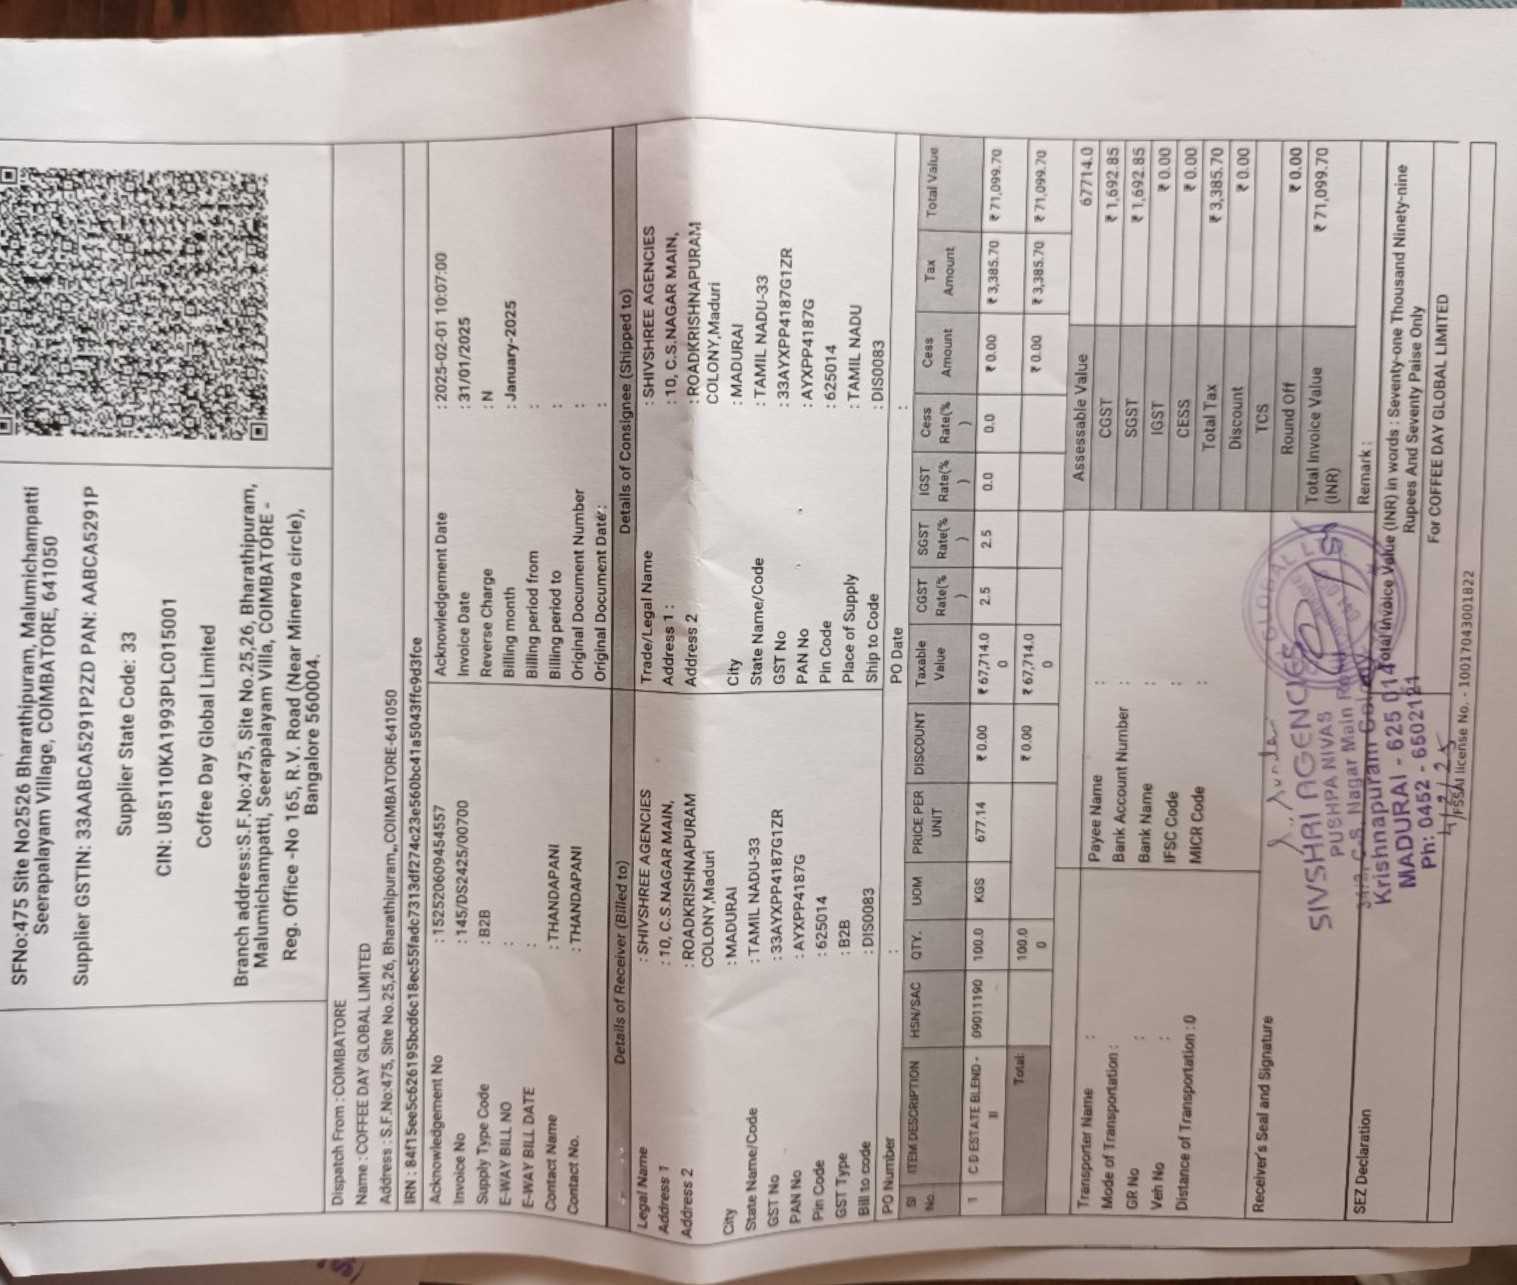 SFNo:475 Site No2526 Bharathipuram, Malumichampatti
Seerapalayam Village, COIMBATORE, 641050
Supplier GSTIN: 33AABCA5291P2ZD PAN: AABCA5291P
Supplier State Code: 33
CIN: U85110KA1993PLC015001
Coffee Day Global Limited
Branch address:S.F.No:475, Site No.25,26, Bharathipuram,
Malumichampatti, Seerapalayam Villa, COIMBATORE -
Reg. Office -No 165, R.V. Road (Near Minerva circle),
Bangalore 560004.
Dispatch From : COIMBATORE
Name : COFFEE DAY GLOBAL LIMITED
Address : S.F.No:475, Site No.25,26, Bharathipuram,,COIMBATORE-641050
IRN : 84f15ee5c626195bcd6c18ec55fadc7313df274c23e560bc41a5043ffc9d3fce
Acknowledgement No : 152520609454557 Acknowledgement Date : 2025-02-01 10:07:00
Invoice No : 145/DS2425/00700 Invoice Date : 31/01/2025
Supply Type Code : B2B Reverse Charge : N
E-WAY BILL NO : Billing month : January-2025
E-WAY BILL DATE : Billing period from :
Contact Name : THANDAPANI Billing period to :
Contact No. : THANDAPANI Original Document Number :
Original Document Date : :
Details of Receiver (Billed to) Details of Consignee (Shipped to)
Legal Name : SHIVSHREE AGENCIES Trade/Legal Name : SHIVSHREE AGENCIES
Address 1 : 10, C.S.NAGAR MAIN, Address 1 : : 10, C.S.NAGAR MAIN,
Address 2 : ROADKRISHNAPURAM Address 2 : ROADKRISHNAPURAM
COLONY,Maduri COLONY,Maduri
City : MADURAI City : MADURAI
State Name/Code : TAMIL NADU-33 State Name/Code : TAMIL NADU-33
GST No : 33AYXPP4187G1ZR GST No : 33AYXPP4187G1ZR
PAN No : AYXPP4187G PAN No : AYXPP4187G
Pin Code : 625014 Pin Code : 625014
GST Type : B2B Place of Supply : TAMIL NADU
Bill to code : DIS0083 Ship to Code : DIS0083
PO Number : PO Date :
SI No. ITEM DESCRIPTION HSN/SAC QTY. UOM PRICE PER UNIT DISCOUNT Taxable Value CGST Rate(%) SGST Rate(%) IGST Rate(%) Cess Rate(%) Cess Amount Tax Amount Total Value
1 C D ESTATE BLEND - II 09011190 100.0 KGS 677.14 ₹ 0.00 ₹ 67,714.00 2.5 2.5 0.0 0.0 ₹ 0.00 ₹ 3,385.70 ₹ 71,099.70
Total: 100.00 ₹ 0.00 ₹ 67,714.00 ₹ 0.00 ₹ 3,385.70 ₹ 71,099.70
Transporter Name : Payee Name : Assessable Value 67714.0
Mode of Transportation : Bank Account Number : CGST ₹ 1,692.85
GR No : Bank Name : SGST ₹ 1,692.85
Veh No : IFSC Code : IGST ₹ 0.00
Distance of Transportation : 0 MICR Code : CESS ₹ 0.00
Total Tax ₹ 3,385.70
Discount ₹ 0.00
TCS
Round Off ₹ 0.00
Total Invoice Value (INR) ₹ 71,099.70
Receiver's Seal and Signature
SIVSHRI AGENCIES
PUSHPA NIVAS
C.S. Nagar Main
Krishnapuram Colony
MADURAI - 625 014
Ph: 0452 - 6502121
4/2/25
GLOBAL
Remark :
SEZ Declaration
Total Invoice Value (INR) in words : Seventy-one Thousand Ninety-nine
Rupees And Seventy Paise Only
For COFFEE DAY GLOBAL LIMITED
FSSAI license No. - 10017043001822